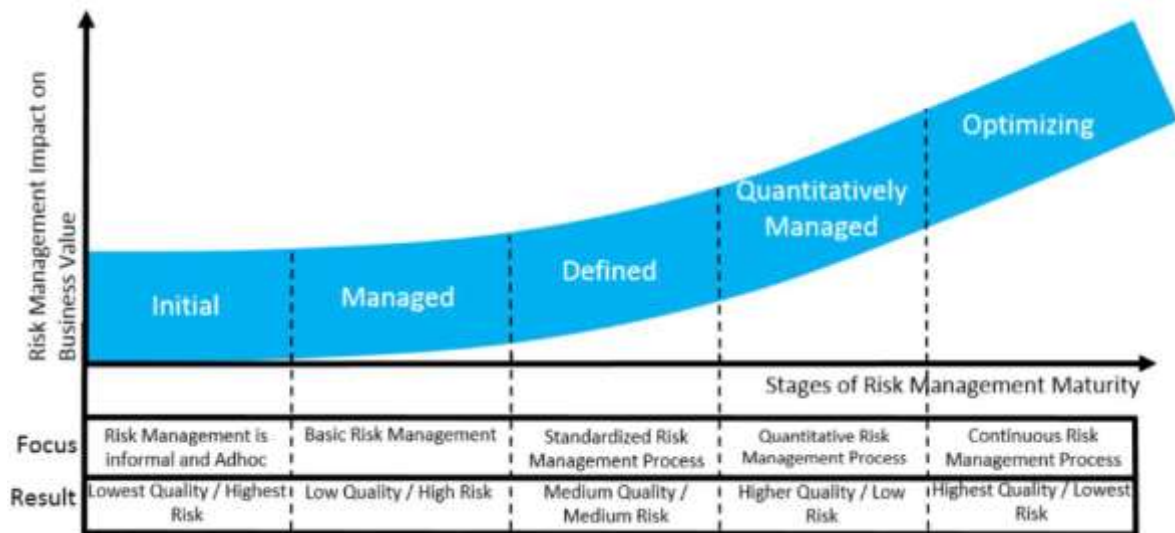 Risk Management Impact on
Business Value
Initial
Managed
Defined
Quantitatively
Managed
Optimizing
Stages of Risk Management Maturity
Focus
Risk Management is
informal and Adhoc
Basic Risk Management
Standardized Risk
Management Process
Quantitative Risk
Management Process
Continuous Risk
Management Process
Result
Lowest Quality / Highest
Risk
Low Quality / High Risk
Medium Quality /
Medium Risk
Higher Quality / Low
Risk
Highest Quality / Lowest
Risk